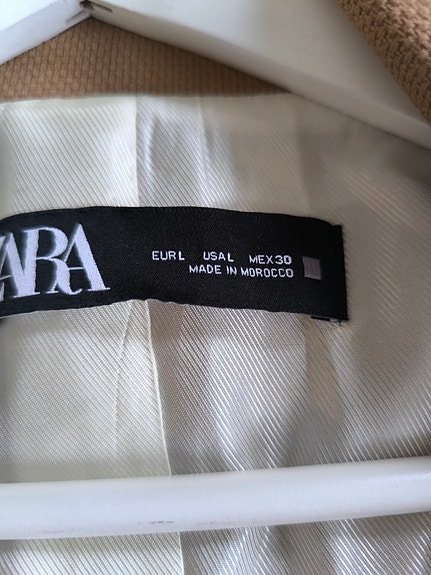 ZARA
EUR L USA L MEX 30
MADE IN MOROCCO